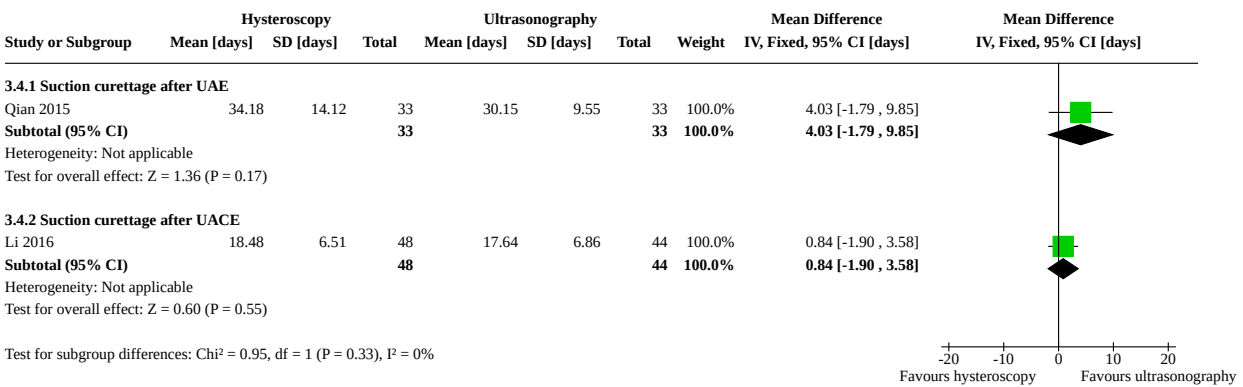 Hysteroscopy Ultrasonography Mean Difference Mean Difference
Study or Subgroup Mean [days] SD [days] Total Mean [days] SD [days] Total Weight IV, Fixed, 95% CI [days] IV, Fixed, 95% CI [days]
3.4.1 Suction curettage after UAE
Qian 2015 34.18 14.12 33 30.15 9.55 33 100.0% 4.03 [-1.79 , 9.85]
Subtotal (95% CI) 33 33 100.0% 4.03 [-1.79 , 9.85]
Heterogeneity: Not applicable
Test for overall effect: Z = 1.36 (P = 0.17)
3.4.2 Suction curettage after UACE
Li 2016 18.48 6.51 48 17.64 6.86 44 100.0% 0.84 [-1.90 , 3.58]
Subtotal (95% CI) 48 44 100.0% 0.84 [-1.90 , 3.58]
Heterogeneity: Not applicable
Test for overall effect: Z = 0.60 (P = 0.55)
Test for subgroup differences: Chi² = 0.95, df = 1 (P = 0.33), I² = 0%
-20 -10 0 10 20
Favours hysteroscopy Favours ultrasonography